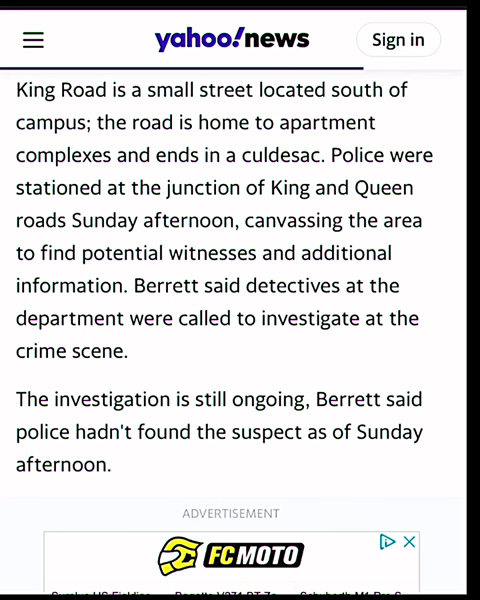 yahoo!news
Sign in
King Road is a small street located south of
campus; the road is home to apartment
complexes and ends in a culdesac. Police were
stationed at the junction of King and Queen
roads Sunday afternoon, canvassing the area
to find potential witnesses and additional
information. Berrett said detectives at the
department were called to investigate at the
crime scene.
The investigation is still ongoing, Berrett said
police hadn't found the suspect as of Sunday
afternoon.
ADVERTISEMENT
FC MOTO